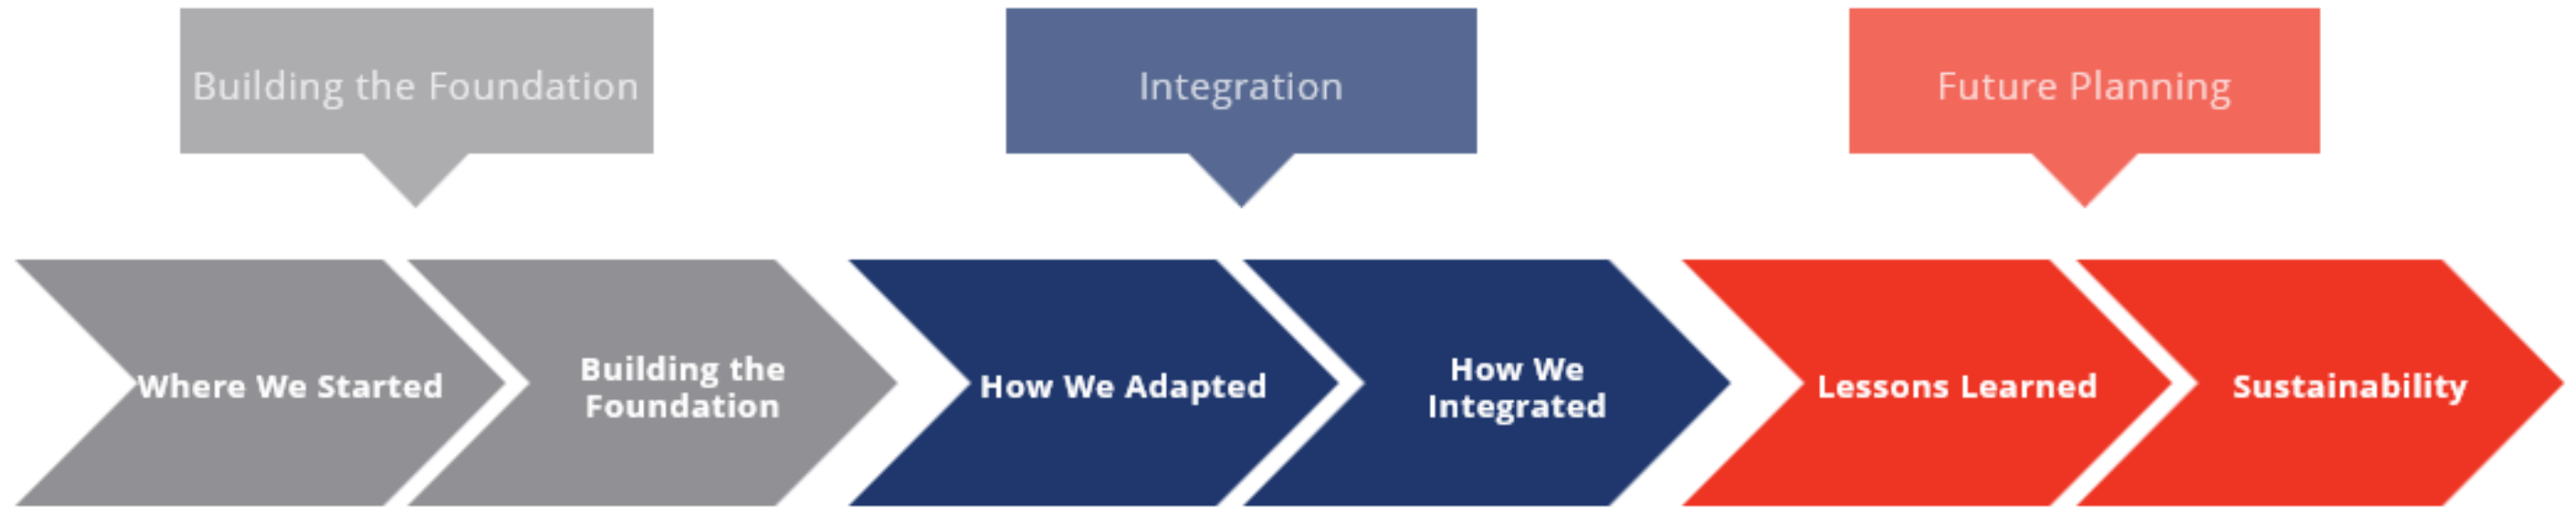 Building the Foundation
Integration
Future Planning
Where We Started
Building the
Foundation
How We Adapted
How We
Integrated
Lessons Learned
Sustainability